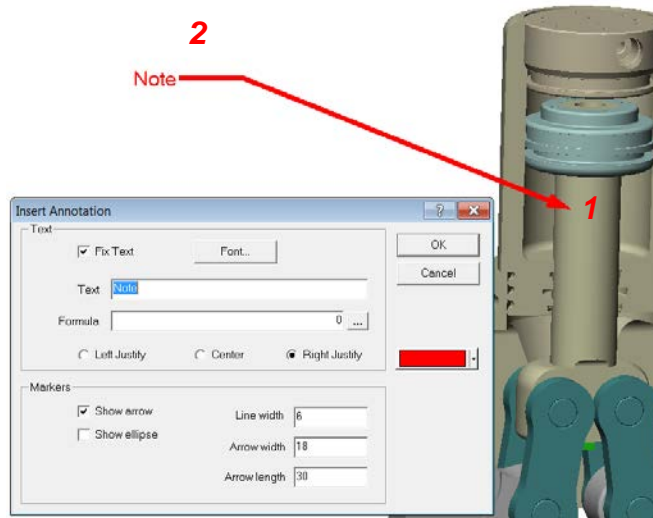 2
Note
1
Insert Annotation
Text
Fix Text
Font...
OK
Cancel
Text Note
Formula 0 ...
Left Justify Center Right Justify
Markers
Show arrow
Show ellipse
Line width 6
Arrow width 18
Arrow length 30